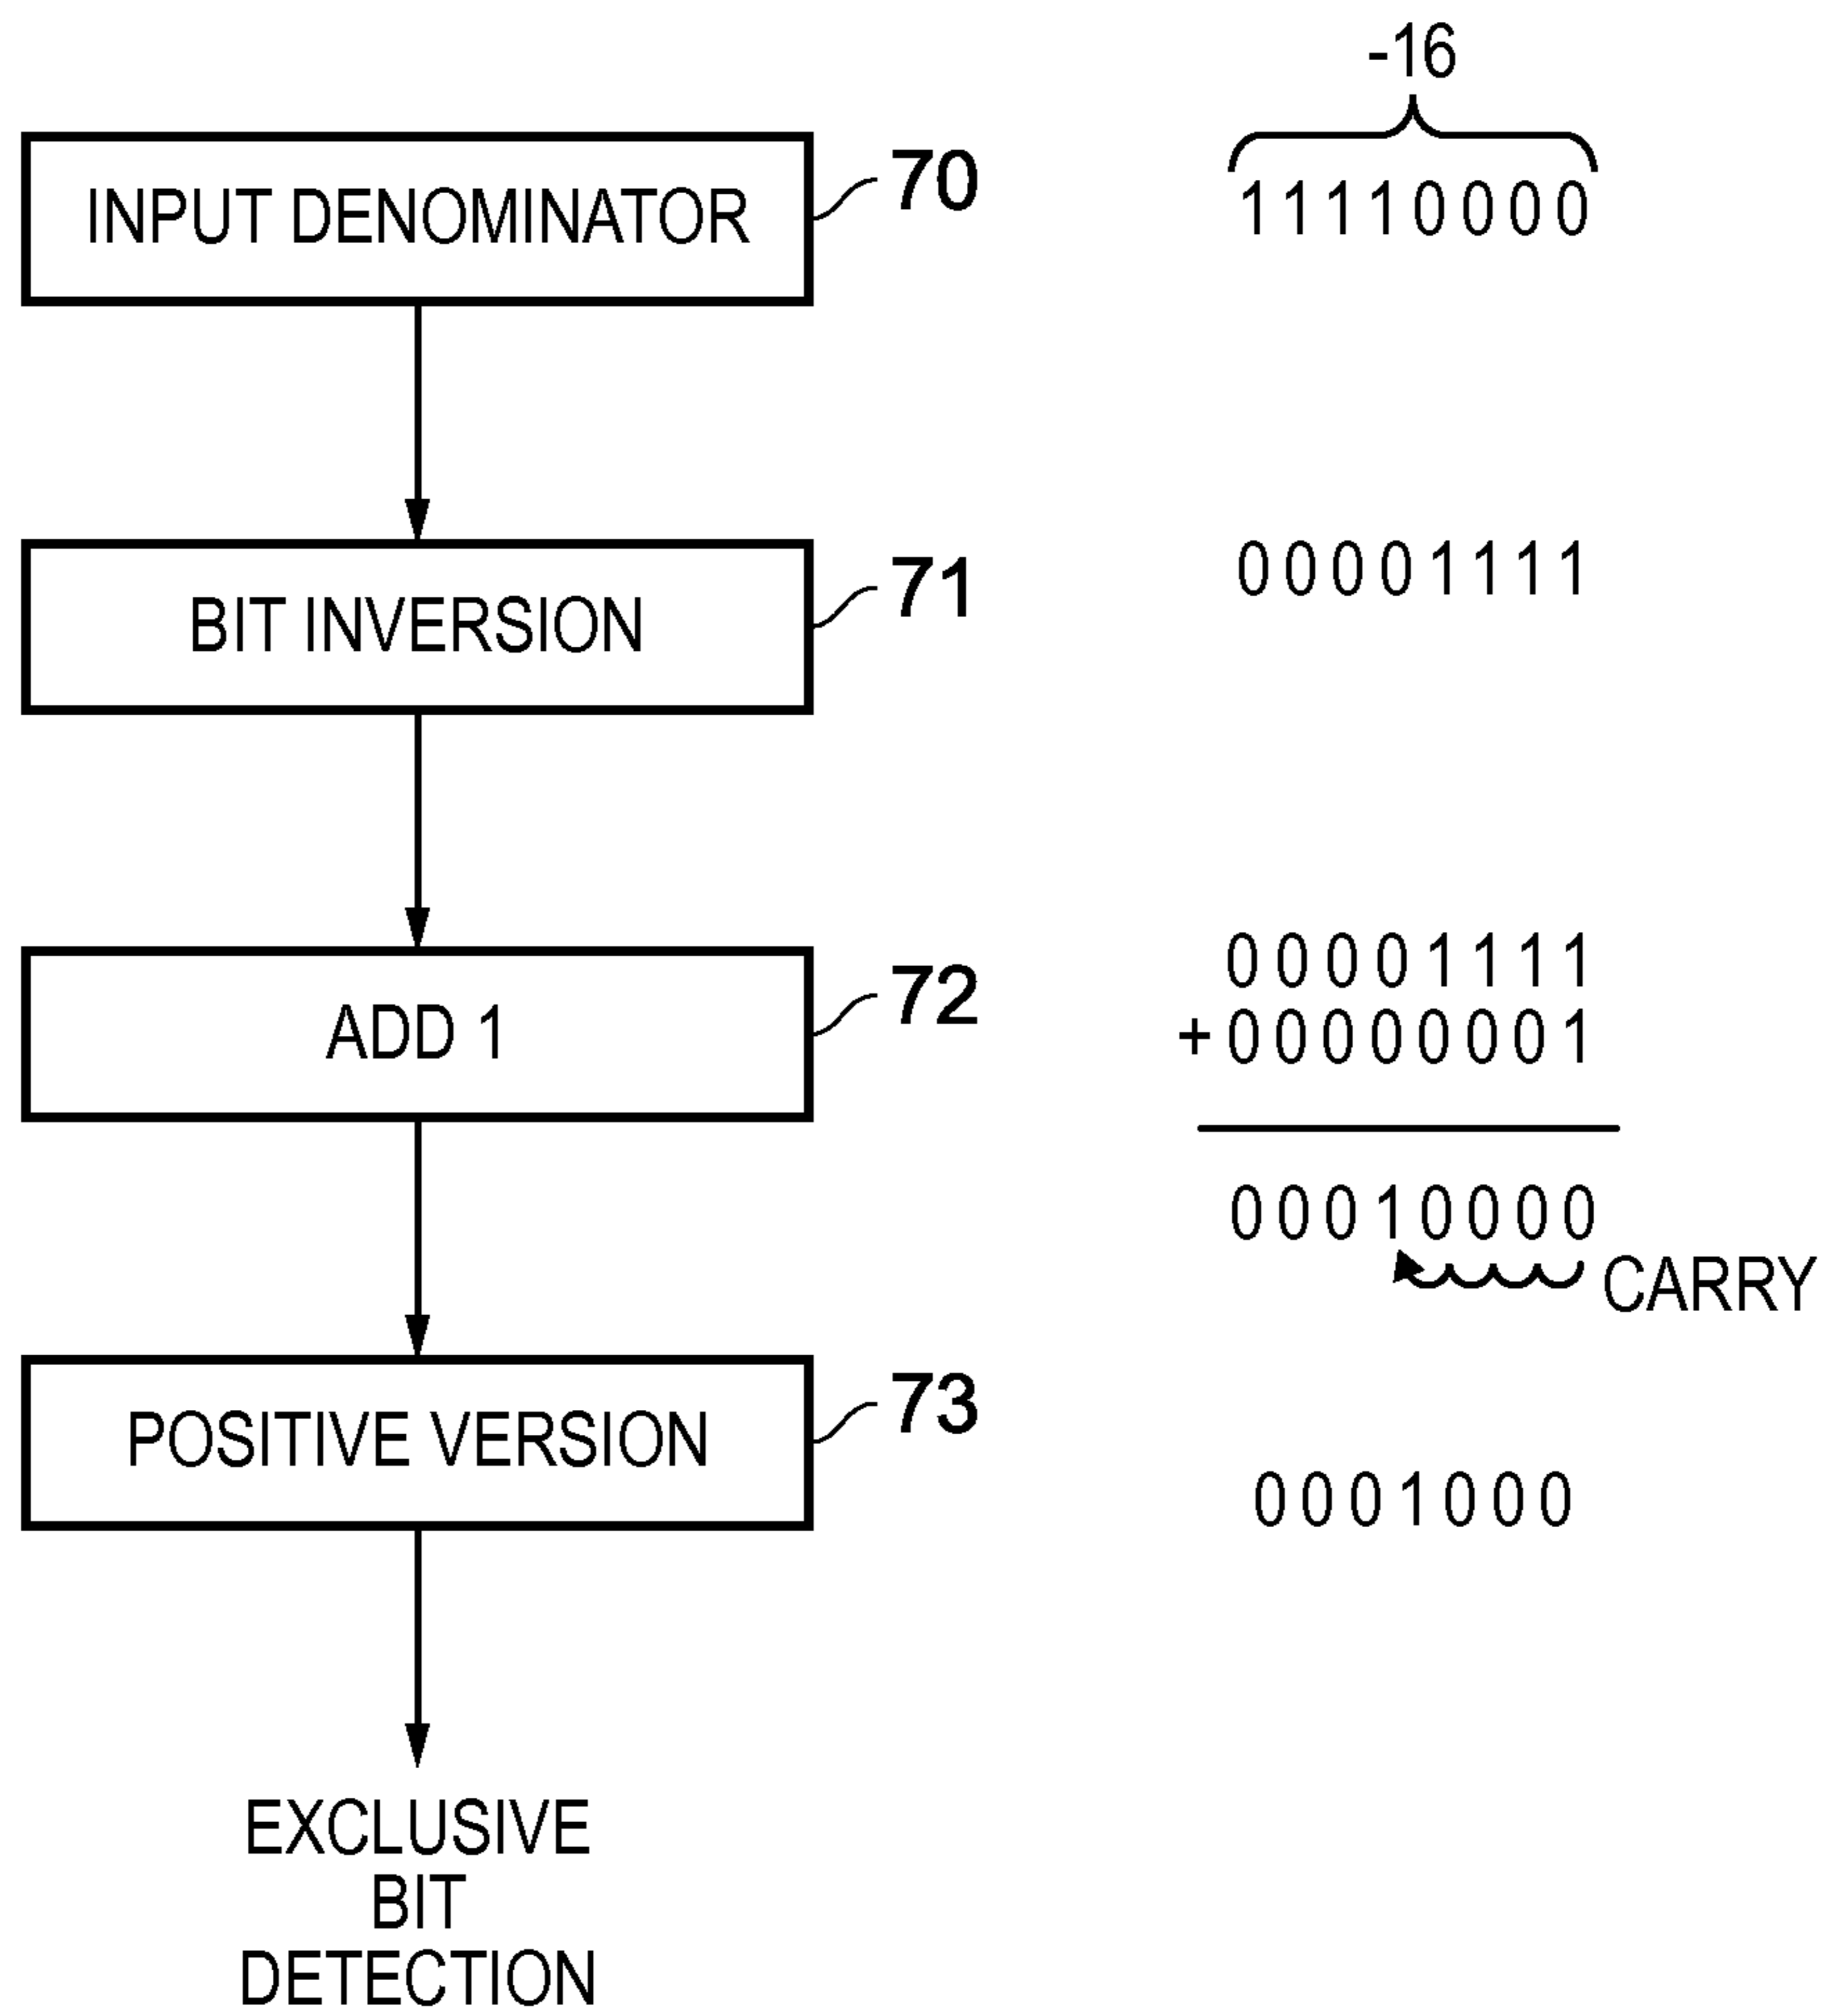 -16
INPUT DENOMINATOR 70 11110000
BIT INVERSION 71 00001111
00001111
ADD 1 72 +00000001
00010000
CARRY
POSITIVE VERSION 73 0001000
EXCLUSIVE
BIT
DETECTION